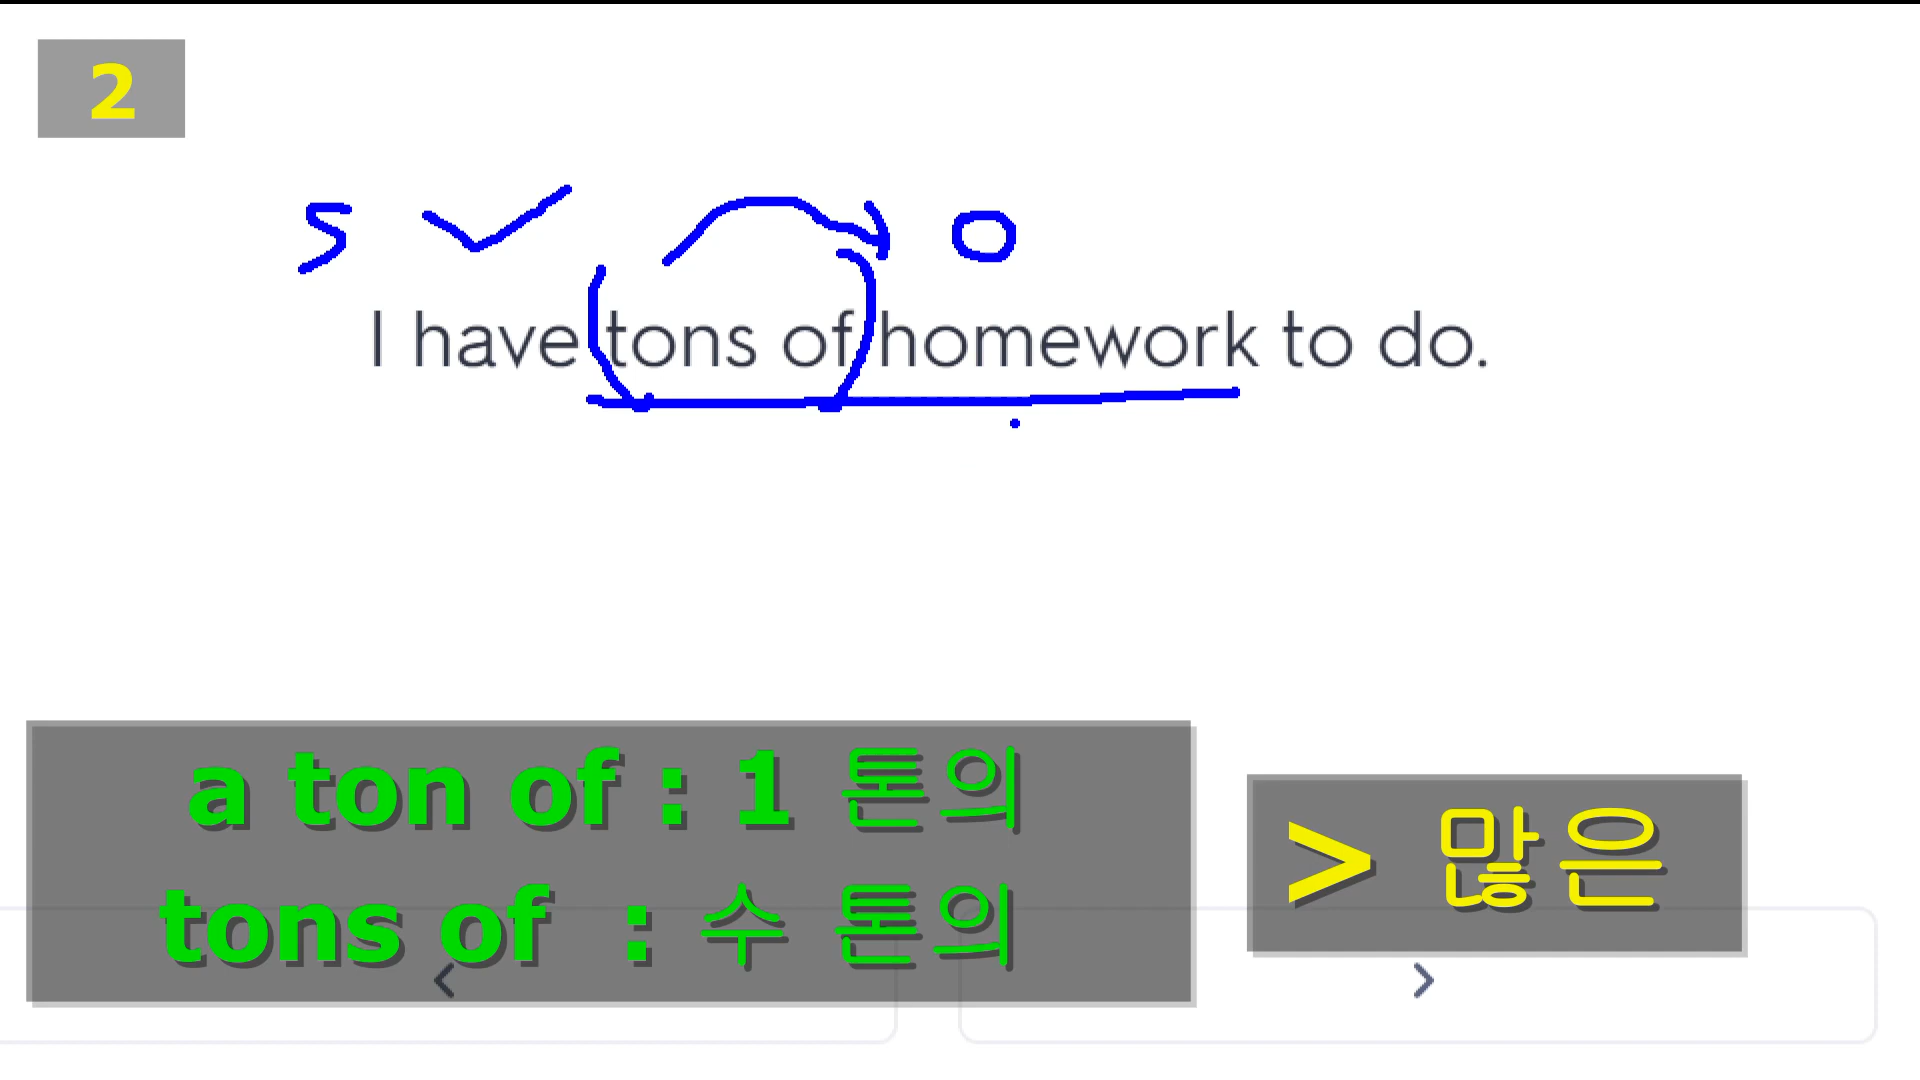 2
S V O
I have tons of homework to do.
a ton of : 1 톤의
tons of : 수 톤의
> 많은